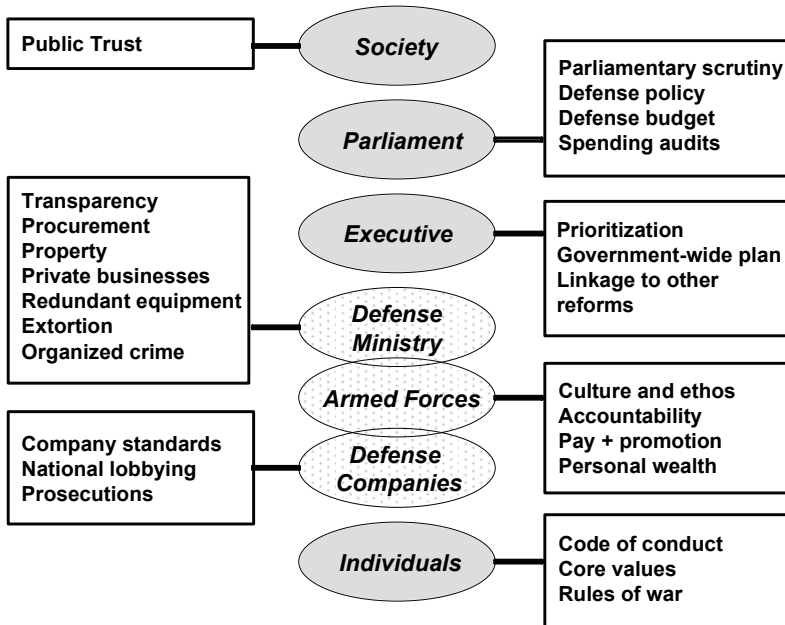 Public Trust
Society
Parliamentary scrutiny
Defense policy
Defense budget
Spending audits
Parliament
Transparency
Procurement
Property
Private businesses
Redundant equipment
Extortion
Organized crime
Executive
Prioritization
Government-wide plan
Linkage to other
reforms
Defense
Ministry
Armed Forces
Culture and ethos
Accountability
Pay + promotion
Personal wealth
Company standards
National lobbying
Prosecutions
Defense
Companies
Individuals
Code of conduct
Core values
Rules of war